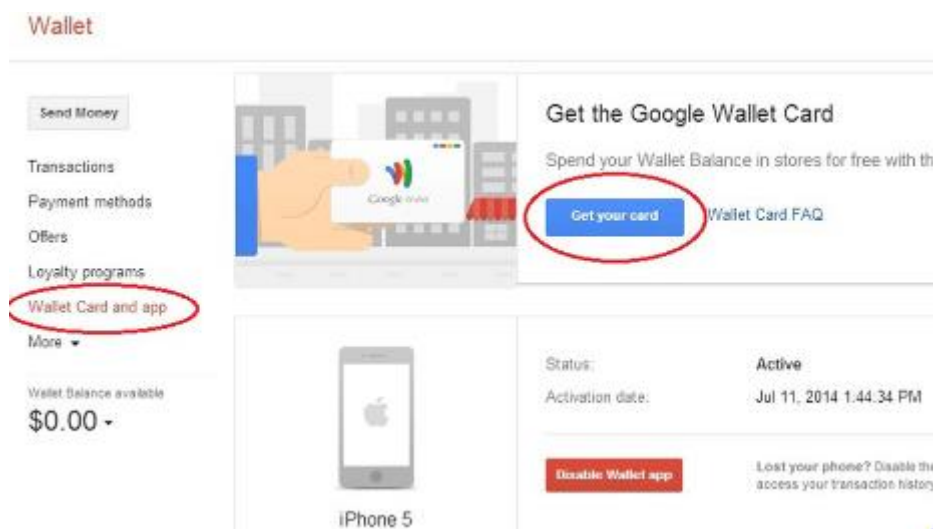 Wallet
Send Money
Transactions
Payment methods
Offers
Loyalty programs
Wallet Card and app
More
Wallet Balance available
$0.00
Google
Get the Google Wallet Card
Spend your Wallet Balance in stores for free with th
Get your card
Wallet Card FAQ
iPhone 5
Status:
Active
Activation date:
Jul 11, 2014 1:44:34 PM
Disable Wallet app
Lost your phone? Disable the
access your transaction history